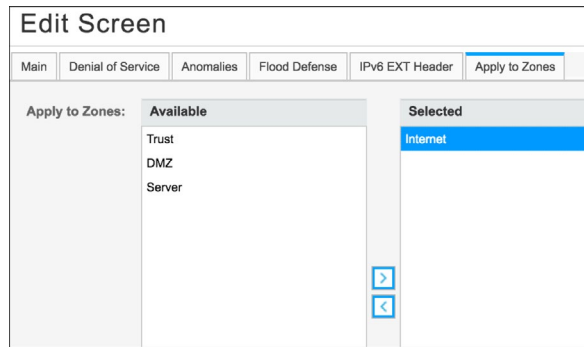 Edit Screen
Main Denial of Service Anomalies Flood Defense IPv6 EXT Header Apply to Zones
Apply to Zones: Available Selected
Trust Internet
DMZ
Server
>
<